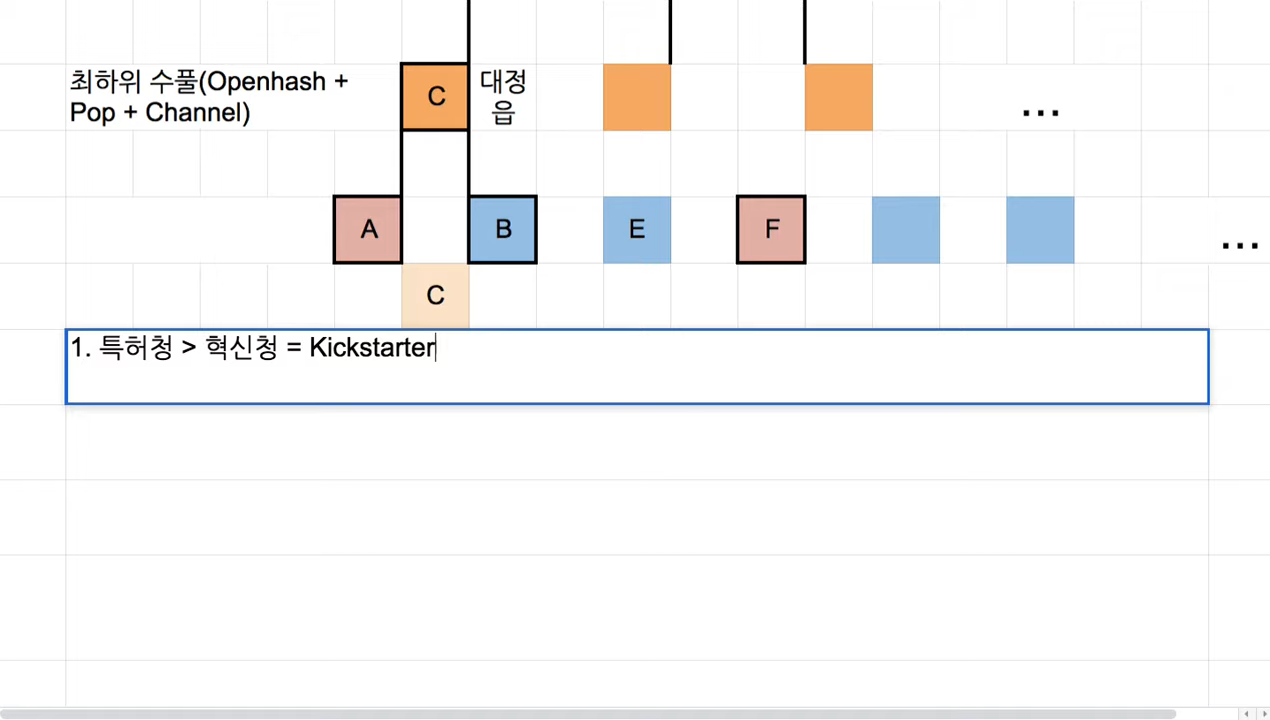 최하위 수풀(Openhash +
Pop + Channel)
C
대정
읍
...
A
B
E
F
...
C
1. 특허청 > 혁신청 = Kickstarter